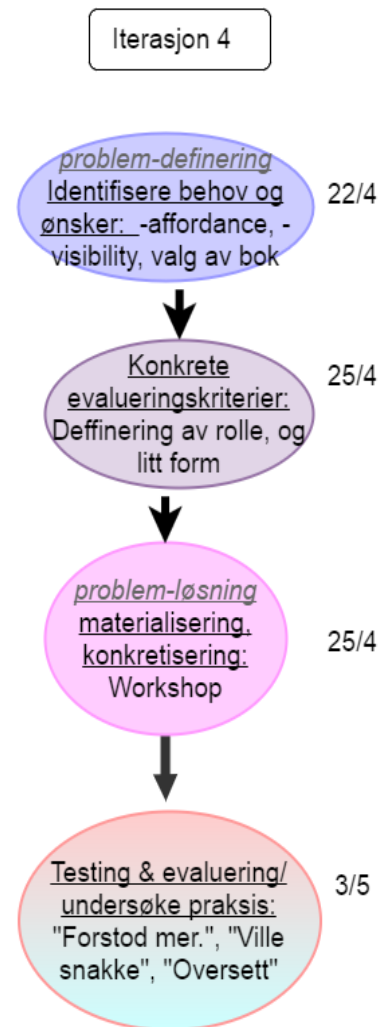 Iterasjon 4
problem-definering
Identifisere behov og
ønsker: -affordance, -
visibility, valg av bok
22/4
Konkrete
evalueringskriterier:
Deffinering av rolle, og
litt form
25/4
problem-løsning
materialisering,
konkretisering:
Workshop
25/4
Testing & evaluering/
undersøke praksis:
"Forstod mer.", "Ville
snakke", "Oversett"
3/5